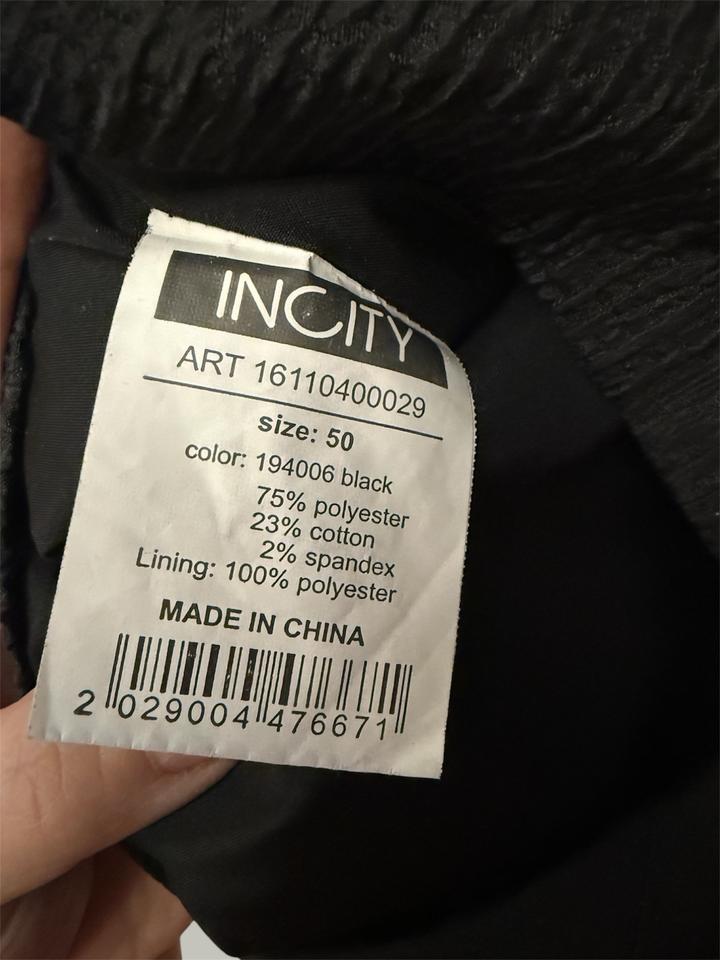 INCITY
ART 16110400029
size: 50
color: 194006 black
75% polyester
23% cotton
2% spandex
Lining: 100% polyester
MADE IN CHINA
2 029004 476671